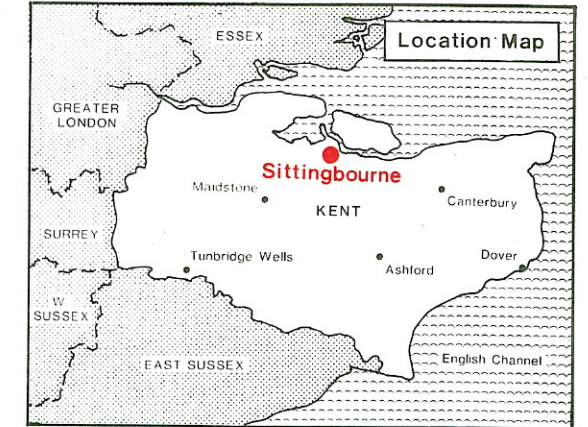 ESSEX
Location Map
GREATER
LONDON
Sittingbourne
Maidstone
KENT
Canterbury
SURREY
Tunbridge Wells
Ashford
Dover
W
SUSSEX
EAST SUSSEX
English Channel